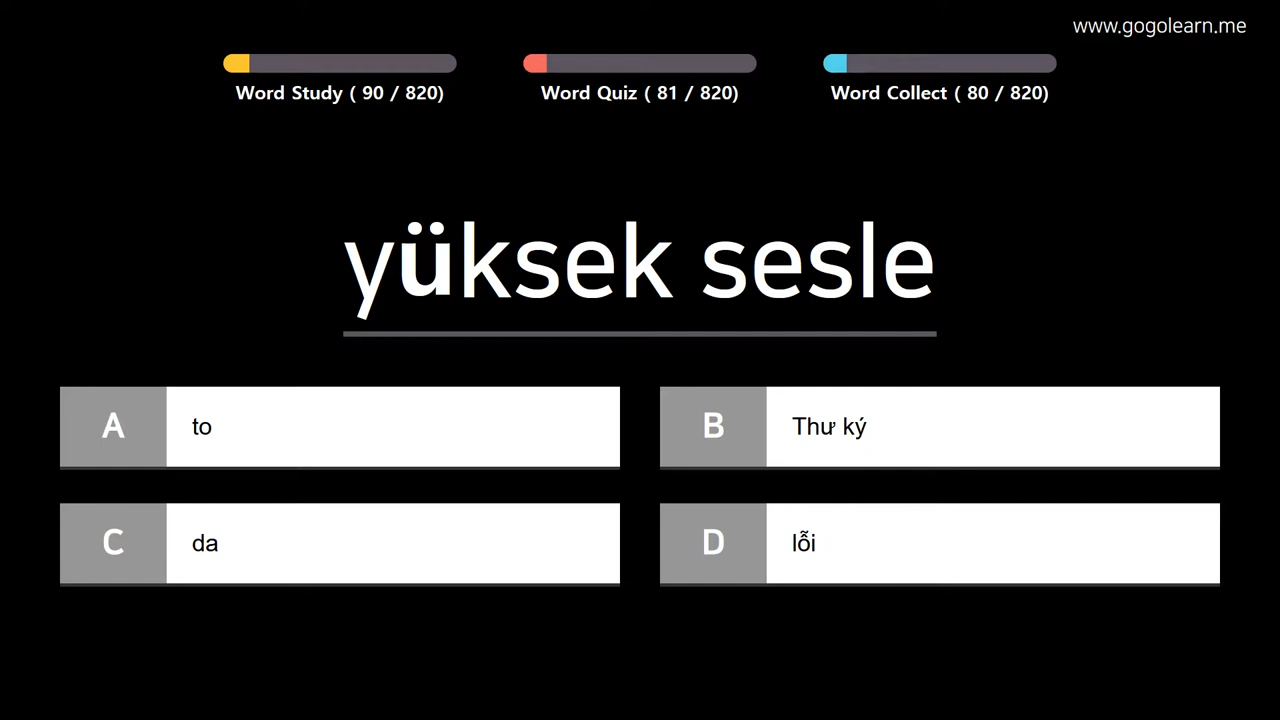 www.gogolearn.me
Word Study ( 90 / 820)
Word Quiz ( 81 / 820)
Word Collect ( 80 / 820)
yüksek sesle
A to
B Thư ký
C da
D lỗi